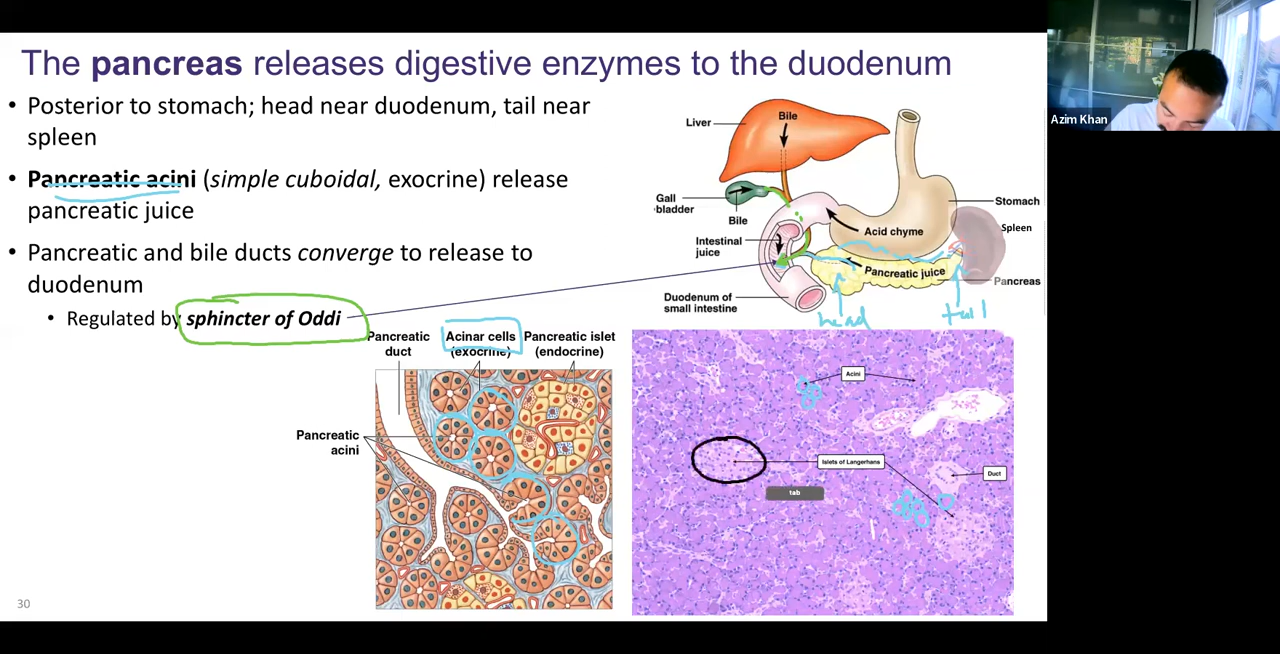 The pancreas releases digestive enzymes to the duodenum
• Posterior to stomach; head near duodenum, tail near
spleen
• Pancreatic acini (simple cuboidal, exocrine) release
pancreatic juice
• Pancreatic and bile ducts converge to release to
duodenum
• Regulated by sphincter of Oddi
Azim Khan
Liver
Bile
Gall
bladder
Bile
Stomach
Acid chyme
Spleen
Intestinal
juice
Pancreatic juice
Pancreas
Duodenum of
small intestine
head
tail
Pancreatic
duct
Acinar cells
(exocrine)
Pancreatic islet
(endocrine)
Pancreatic
acini
Acini
Islets of Langerhans
Duct
tab
30